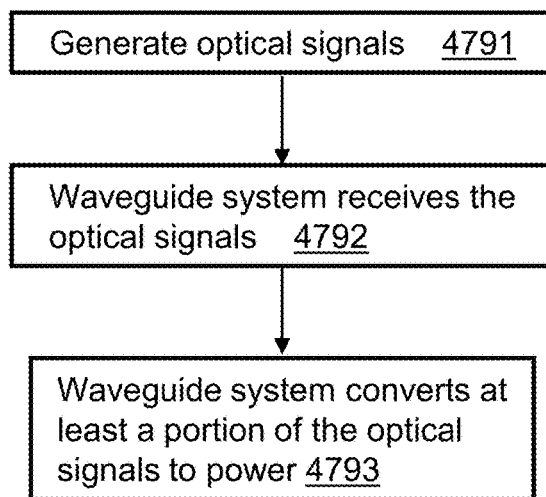 Generate optical signals 4791
Waveguide system receives the
optical signals 4792
Waveguide system converts at
least a portion of the optical
signals to power 4793